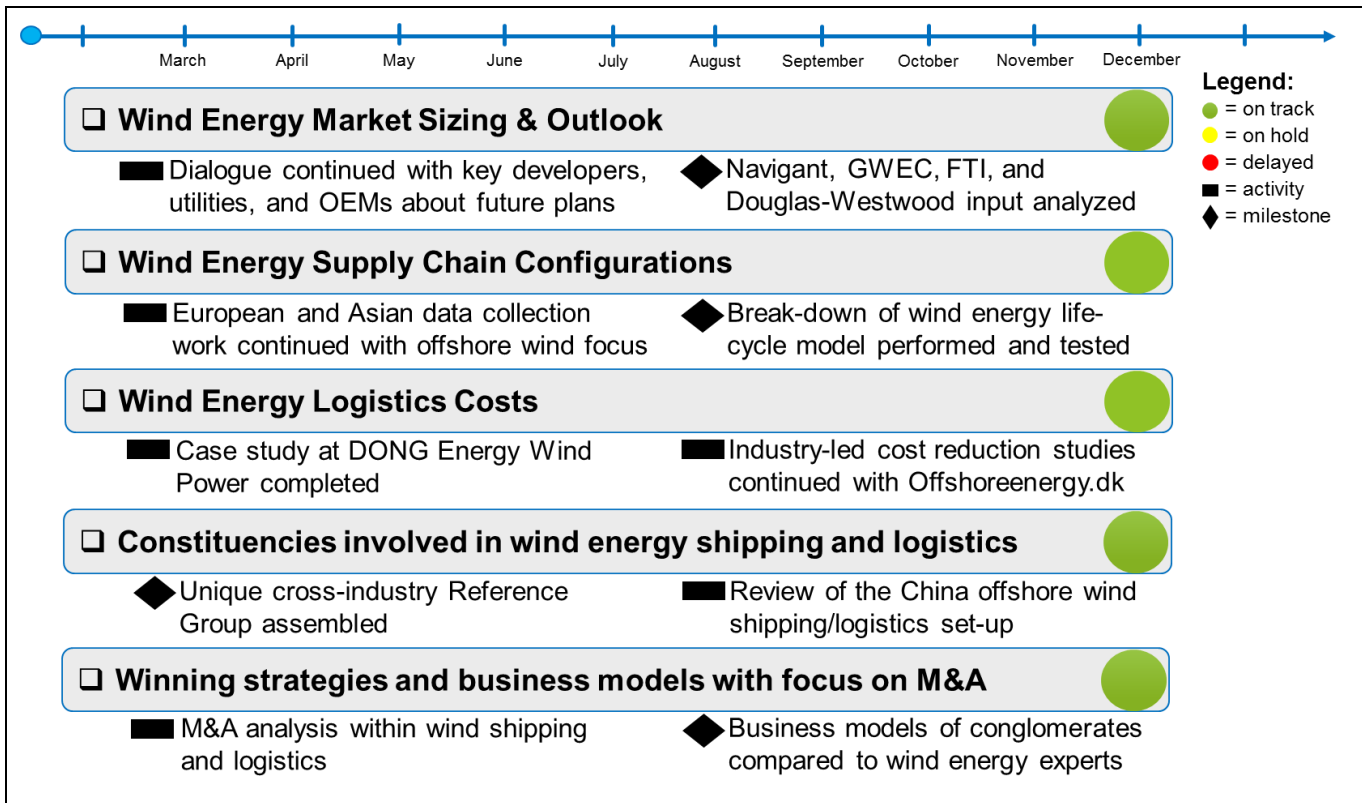 March April May June July August September October November December
Legend:
= on track
= on hold
= delayed
= activity
= milestone
Wind Energy Market Sizing & Outlook
Dialogue continued with key developers,
utilities, and OEMs about future plans
Navigant, GWEC, FTI, and
Douglas-Westwood input analyzed
Wind Energy Supply Chain Configurations
European and Asian data collection
work continued with offshore wind focus
Break-down of wind energy life-
cycle model performed and tested
Wind Energy Logistics Costs
Case study at DONG Energy Wind
Power completed
Industry-led cost reduction studies
continued with Offshoreenergy.dk
Constituencies involved in wind energy shipping and logistics
Unique cross-industry Reference
Group assembled
Review of the China offshore wind
shipping/logistics set-up
Winning strategies and business models with focus on M&A
M&A analysis within wind shipping
and logistics
Business models of conglomerates
compared to wind energy experts